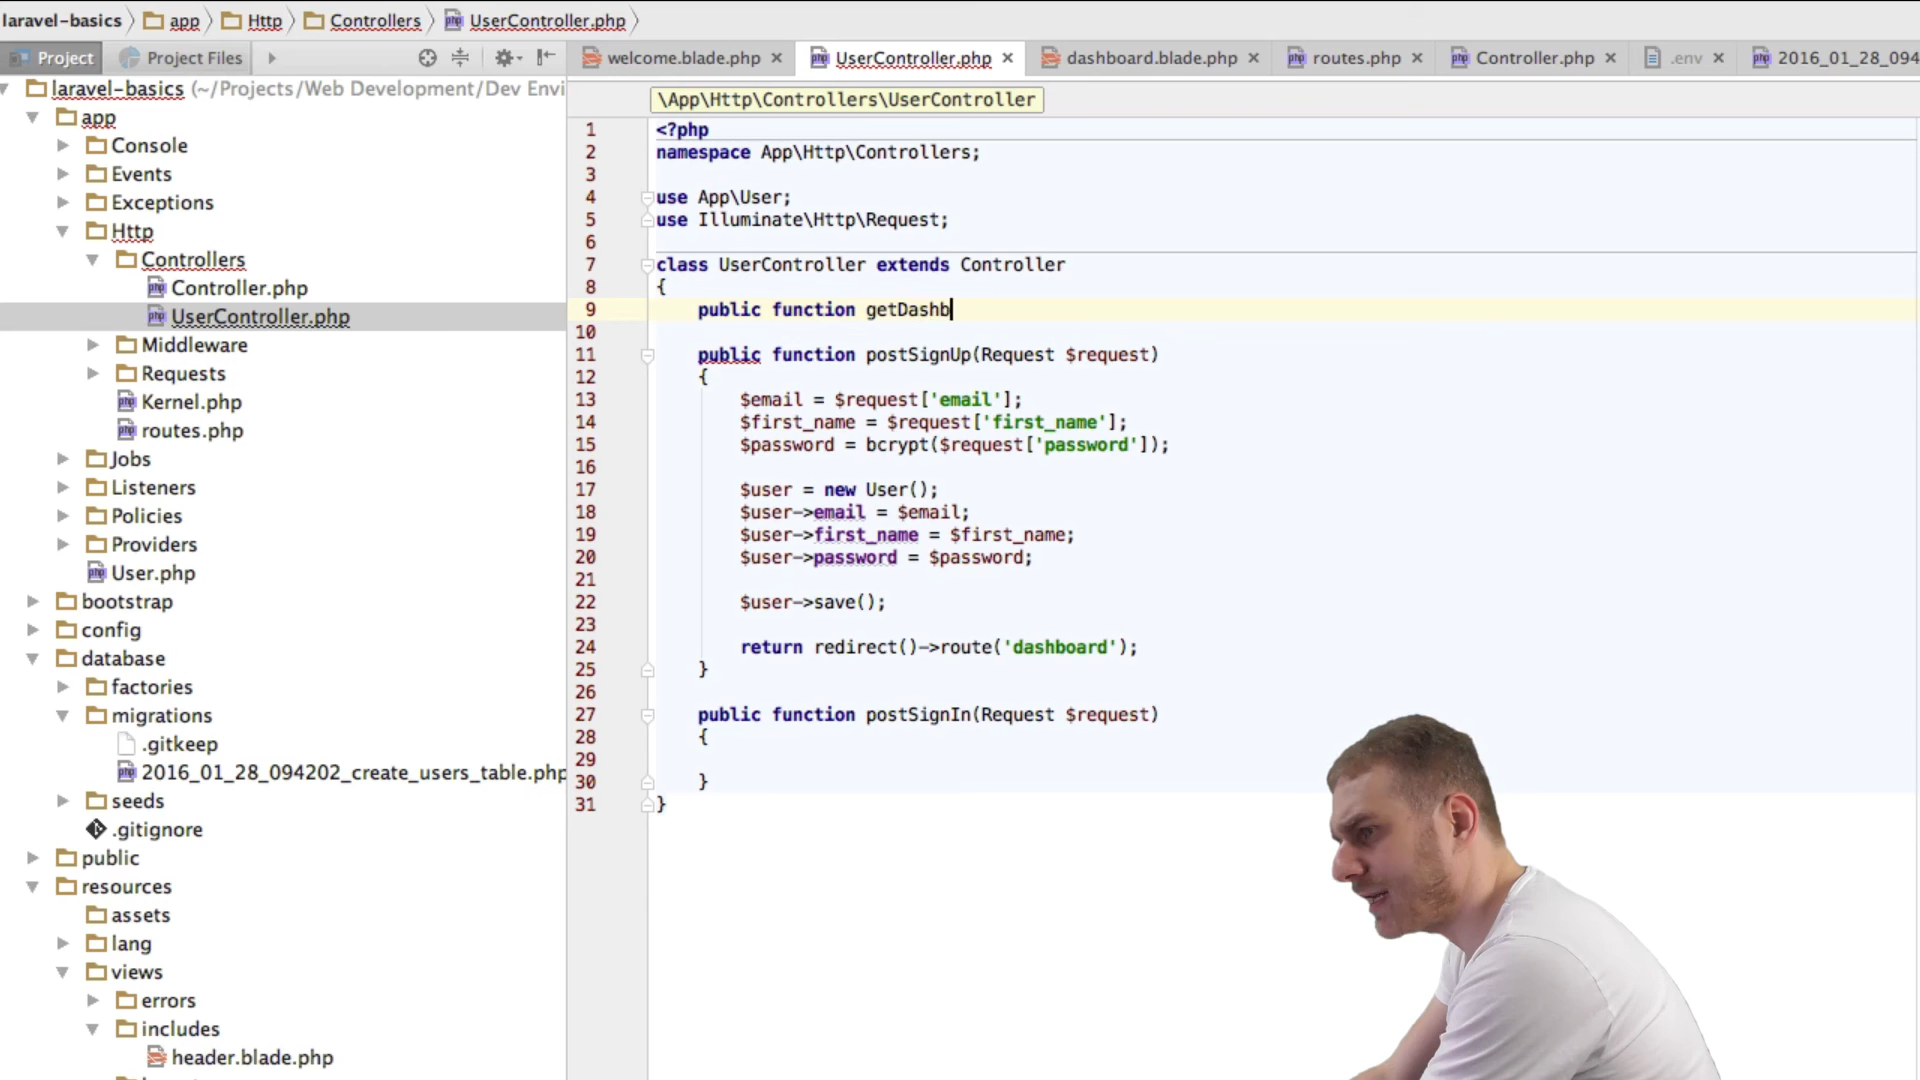 laravel-basics app Http Controllers UserController.php
Project Project Files welcome.blade.php UserController.php dashboard.blade.php routes.php Controller.php .env 2016_01_28_094
laravel-basics (~/Projects/Web Development/Dev Envi
app
Console
Events
Exceptions
Http
Controllers
Controller.php
UserController.php
Middleware
Requests
Kernel.php
routes.php
Jobs
Listeners
Policies
Providers
User.php
bootstrap
config
database
factories
migrations
.gitkeep
2016_01_28_094202_create_users_table.php
seeds
.gitignore
public
resources
assets
lang
views
errors
includes
header.blade.php
\App\Http\Controllers\UserController
1 <?php
2 namespace App\Http\Controllers;
3
4 use App\User;
5 use Illuminate\Http\Request;
6
7 class UserController extends Controller
8 {
9 public function getDashb
10
11 public function postSignUp(Request $request)
12 {
13 $email = $request['email'];
14 $first_name = $request['first_name'];
15 $password = bcrypt($request['password']);
16
17 $user = new User();
18 $user->email = $email;
19 $user->first_name = $first_name;
20 $user->password = $password;
21
22 $user->save();
23
24 return redirect()->route('dashboard');
25 }
26
27 public function postSignIn(Request $request)
28 {
29
30 }
31 }